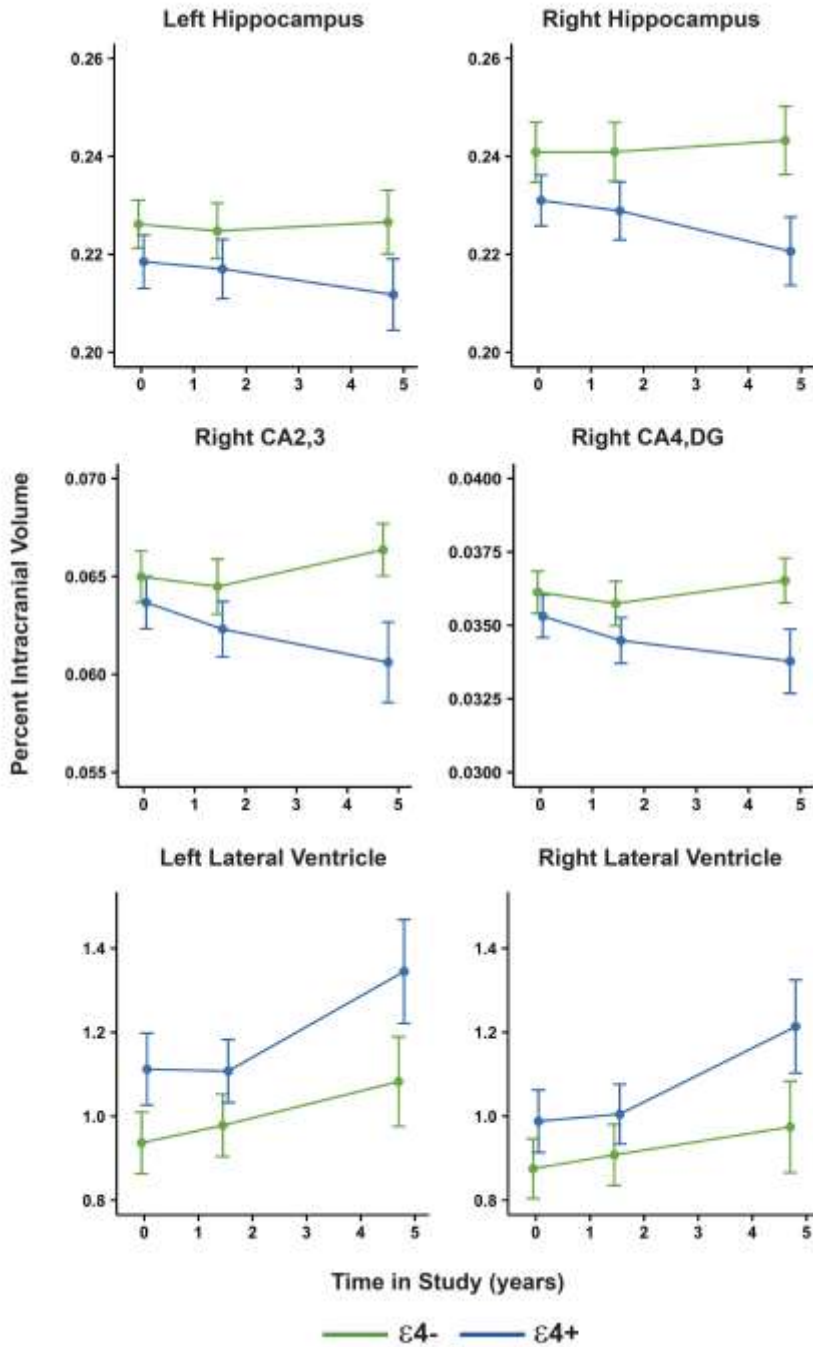 Left Hippocampus
0.26
0.24
0.22
0.20
0 1 2 3 4 5
Right Hippocampus
0.26
0.24
0.22
0.20
0 1 2 3 4 5
Percent Intracranial Volume
Right CA2,3
0.070
0.065
0.060
0.055
0 1 2 3 4 5
Right CA4,DG
0.0400
0.0375
0.0350
0.0325
0.0300
0 1 2 3 4 5
Left Lateral Ventricle
1.4
1.2
1.0
0.8
0 1 2 3 4 5
Right Lateral Ventricle
1.4
1.2
1.0
0.8
0 1 2 3 4 5
Time in Study (years)
ε4- ε4+